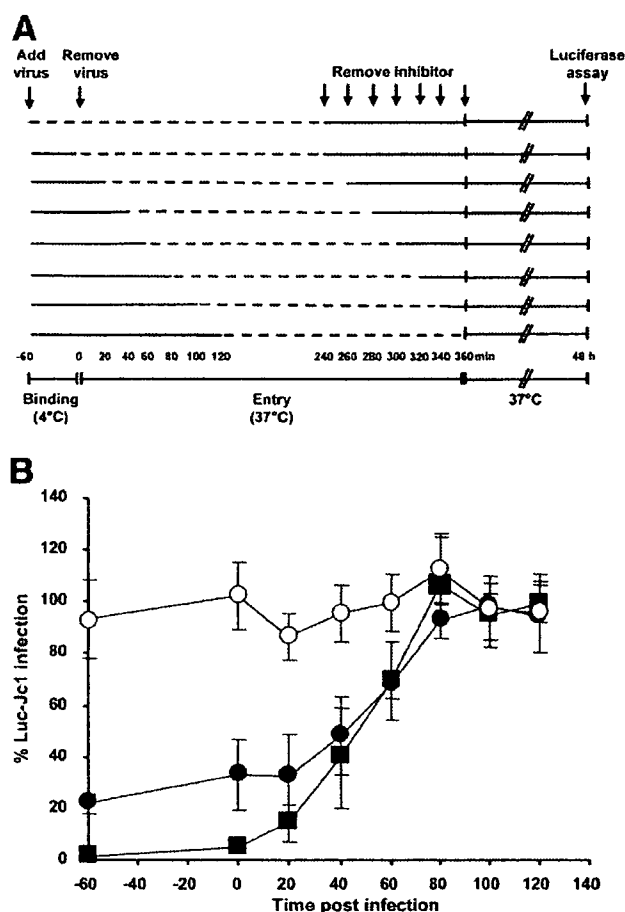 A
Add virus
Remove virus
Remove inhibitor
Luciferase assay
-60 0 20 40 60 80 100 120 240 260 280 300 320 340 360 min 48 h
Binding (4°C)
Entry (37°C)
37°C
B
% Luc-Jc1 infection
140
120
100
80
60
40
20
0
-60 -40 -20 0 20 40 60 80 100 120 140
Time post infection